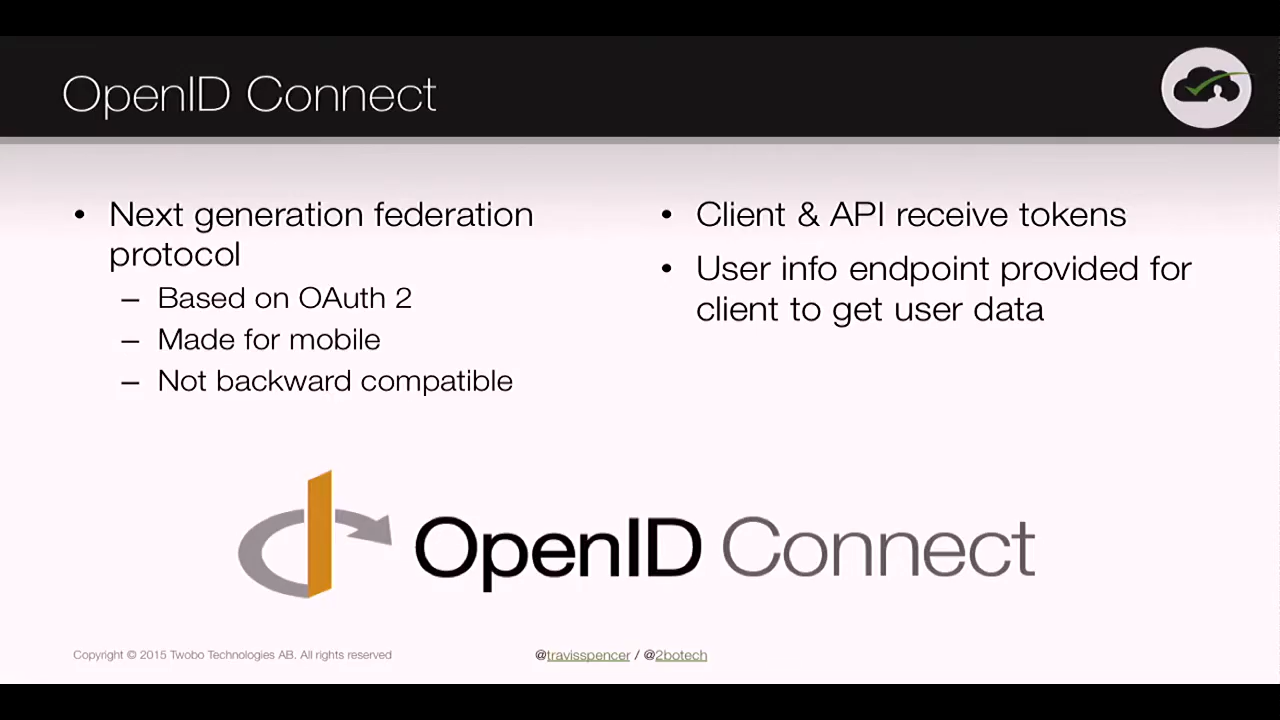 OpenID Connect
• Next generation federation
protocol
– Based on OAuth 2
– Made for mobile
– Not backward compatible
• Client & API receive tokens
• User info endpoint provided for
client to get user data
OpenID Connect
Copyright © 2015 Twobo Technologies AB. All rights reserved
@travisspencer / @2botech